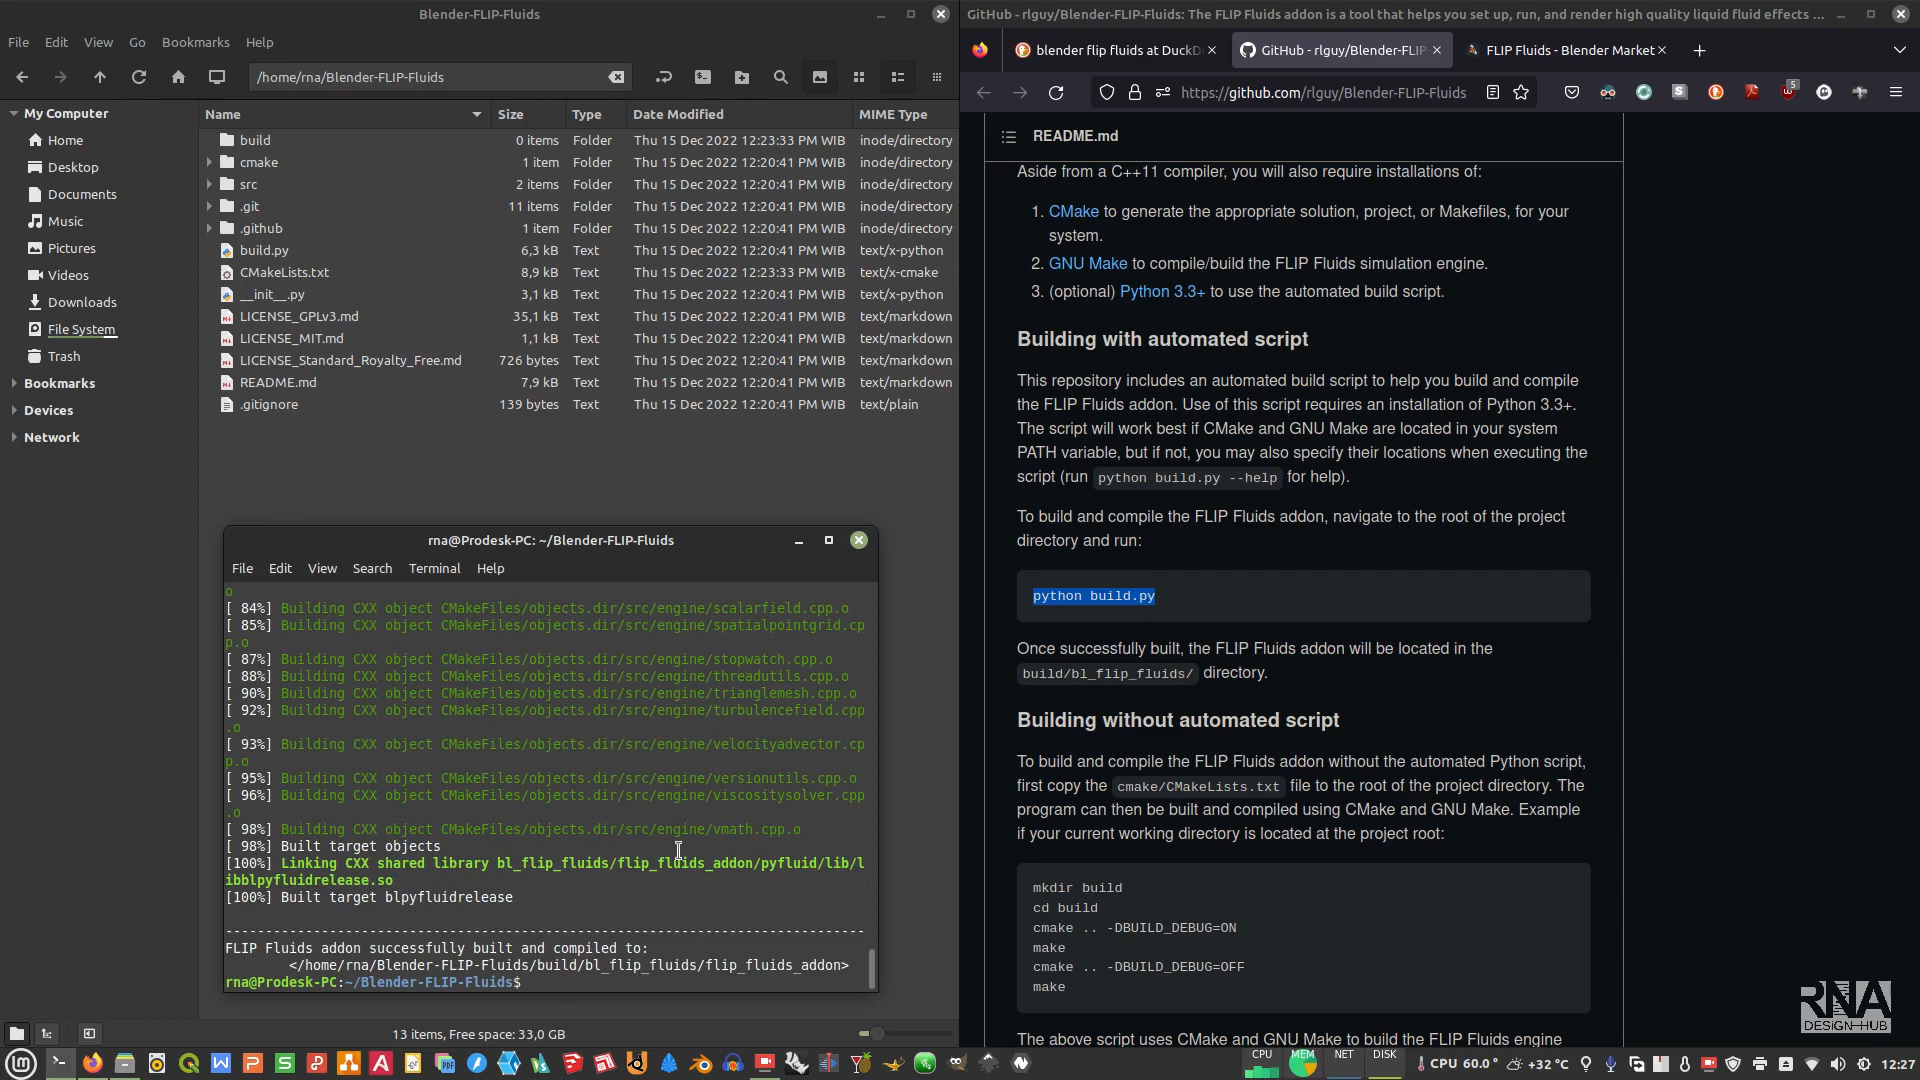 Blender-FLIP-Fluids
File Edit View Go Bookmarks Help
/home/rna/Blender-FLIP-Fluids
My Computer
Home
Desktop
Documents
Music
Pictures
Videos
Downloads
File System
Trash
Bookmarks
Devices
Network
Name Size Type Date Modified MIME Type
build 0 items Folder Thu 15 Dec 2022 12:23:33 PM WIB inode/directory
cmake 1 item Folder Thu 15 Dec 2022 12:20:41 PM WIB inode/directory
src 2 items Folder Thu 15 Dec 2022 12:20:41 PM WIB inode/directory
.git 11 items Folder Thu 15 Dec 2022 12:20:41 PM WIB inode/directory
.github 1 item Folder Thu 15 Dec 2022 12:20:41 PM WIB inode/directory
build.py 6,3 kB Text Thu 15 Dec 2022 12:20:41 PM WIB text/x-python
CMakeLists.txt 8,9 kB Text Thu 15 Dec 2022 12:23:33 PM WIB text/x-cmake
__init__.py 3,1 kB Text Thu 15 Dec 2022 12:20:41 PM WIB text/x-python
LICENSE_GPLv3.md 35,1 kB Text Thu 15 Dec 2022 12:20:41 PM WIB text/markdown
LICENSE_MIT.md 1,1 kB Text Thu 15 Dec 2022 12:20:41 PM WIB text/markdown
LICENSE_Standard_Royalty_Free.md 726 bytes Text Thu 15 Dec 2022 12:20:41 PM WIB text/markdown
README.md 7,9 kB Text Thu 15 Dec 2022 12:20:41 PM WIB text/markdown
.gitignore 139 bytes Text Thu 15 Dec 2022 12:20:41 PM WIB text/plain
rna@Prodesk-PC: ~/Blender-FLIP-Fluids
File Edit View Search Terminal Help
o
[ 84%] Building CXX object CMakeFiles/objects.dir/src/engine/scalarfield.cpp.o
[ 85%] Building CXX object CMakeFiles/objects.dir/src/engine/spatialpointgrid.cp
p.o
[ 87%] Building CXX object CMakeFiles/objects.dir/src/engine/stopwatch.cpp.o
[ 88%] Building CXX object CMakeFiles/objects.dir/src/engine/threadutils.cpp.o
[ 90%] Building CXX object CMakeFiles/objects.dir/src/engine/trianglemesh.cpp.o
[ 92%] Building CXX object CMakeFiles/objects.dir/src/engine/turbulencefield.cpp
.o
[ 93%] Building CXX object CMakeFiles/objects.dir/src/engine/velocityadvector.cp
p.o
[ 95%] Building CXX object CMakeFiles/objects.dir/src/engine/versionutils.cpp.o
[ 96%] Building CXX object CMakeFiles/objects.dir/src/engine/viscositysolver.cpp
.o
[ 98%] Building CXX object CMakeFiles/objects.dir/src/engine/vmath.cpp.o
[ 98%] Built target objects
[100%] Linking CXX shared library bl_flip_fluids/flip_fluids_addon/pyfluid/lib/l
ibblpyfluidrelease.so
[100%] Built target blpyfluidrelease
--------------------------------------------------------------------------------
FLIP Fluids addon successfully built and compiled to:
</home/rna/Blender-FLIP-Fluids/build/bl_flip_fluids/flip_fluids_addon>
rna@Prodesk-PC:~/Blender-FLIP-Fluids$
13 items, Free space: 33,0 GB
GitHub - rlguy/Blender-FLIP-Fluids: The FLIP Fluids addon is a tool that helps you set up, run, and render high quality liquid fluid effects ...
blender flip fluids at DuckD
GitHub - rlguy/Blender-FLIP
FLIP Fluids - Blender Market
https://github.com/rlguy/Blender-FLIP-Fluids
5
README.md
Aside from a C++11 compiler, you will also require installations of:
1. CMake to generate the appropriate solution, project, or Makefiles, for your
system.
2. GNU Make to compile/build the FLIP Fluids simulation engine.
3. (optional) Python 3.3+ to use the automated build script.
Building with automated script
This repository includes an automated build script to help you build and compile
the FLIP Fluids addon. Use of this script requires an installation of Python 3.3+.
The script will work best if CMake and GNU Make are located in your system
PATH variable, but if not, you may also specify their locations when executing the
script (run python build.py --help for help).
To build and compile the FLIP Fluids addon, navigate to the root of the project
directory and run:
python build.py
Once successfully built, the FLIP Fluids addon will be located in the
build/bl_flip_fluids/ directory.
Building without automated script
To build and compile the FLIP Fluids addon without the automated Python script,
first copy the cmake/CMakeLists.txt file to the root of the project directory. The
program can then be built and compiled using CMake and GNU Make. Example
if your current working directory is located at the project root:
mkdir build
cd build
cmake .. -DBUILD_DEBUG=ON
make
cmake .. -DBUILD_DEBUG=OFF
make
The above script uses CMake and GNU Make to build the FLIP Fluids engine
RNA
DESIGN-HUB
CPU MEM NET DISK
CPU 60.0° +32 °C 12:27